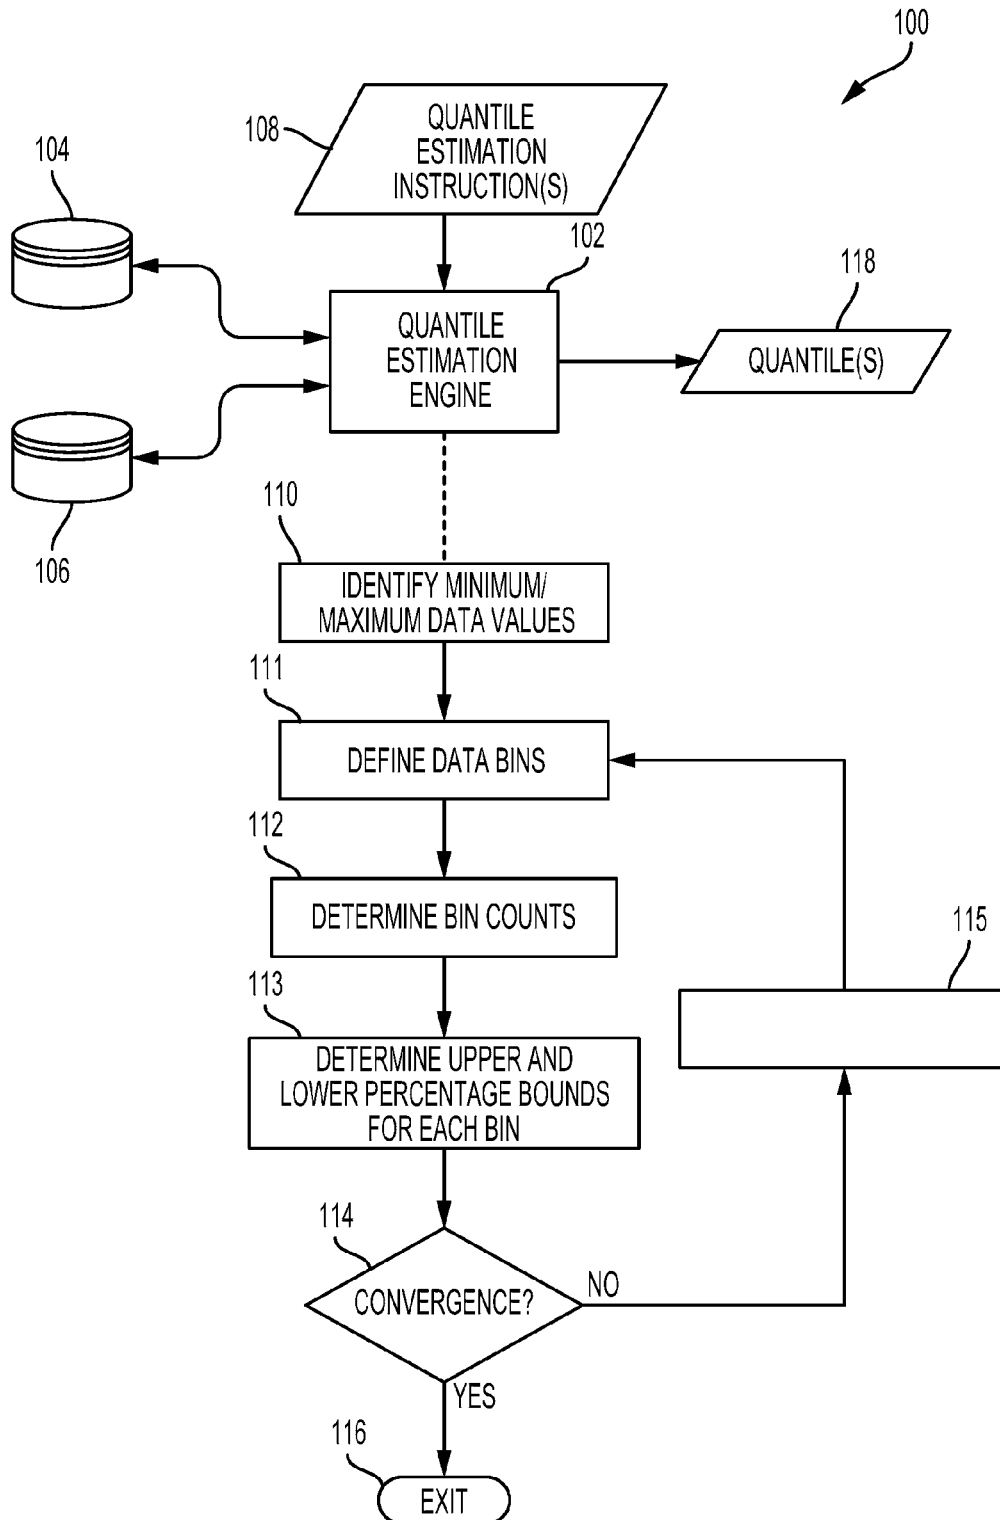 100
108
QUANTILE
ESTIMATION
INSTRUCTION(S)
104
102
118
QUANTILE
ESTIMATION
ENGINE
QUANTILE(S)
106
110
IDENTIFY MINIMUM/
MAXIMUM DATA VALUES
111
DEFINE DATA BINS
112
DETERMINE BIN COUNTS
115
113
DETERMINE UPPER AND
LOWER PERCENTAGE BOUNDS
FOR EACH BIN
114
CONVERGENCE?
NO
YES
116
EXIT